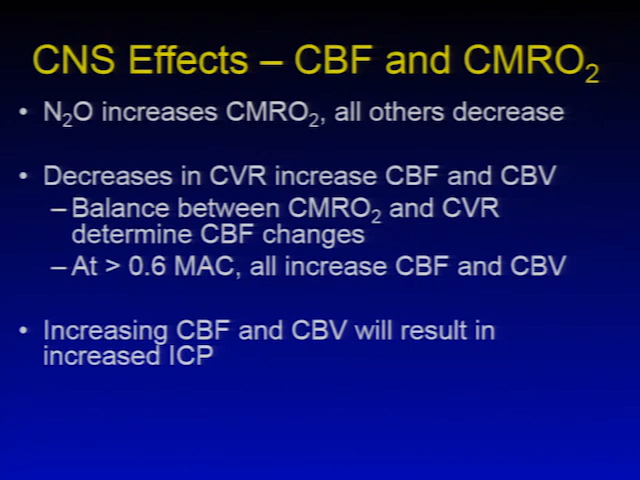 CNS Effects – CBF and CMRO₂
• N₂O increases CMRO₂, all others decrease
• Decreases in CVR increase CBF and CBV
– Balance between CMRO₂ and CVR
determine CBF changes
– At > 0.6 MAC, all increase CBF and CBV
• Increasing CBF and CBV will result in
increased ICP